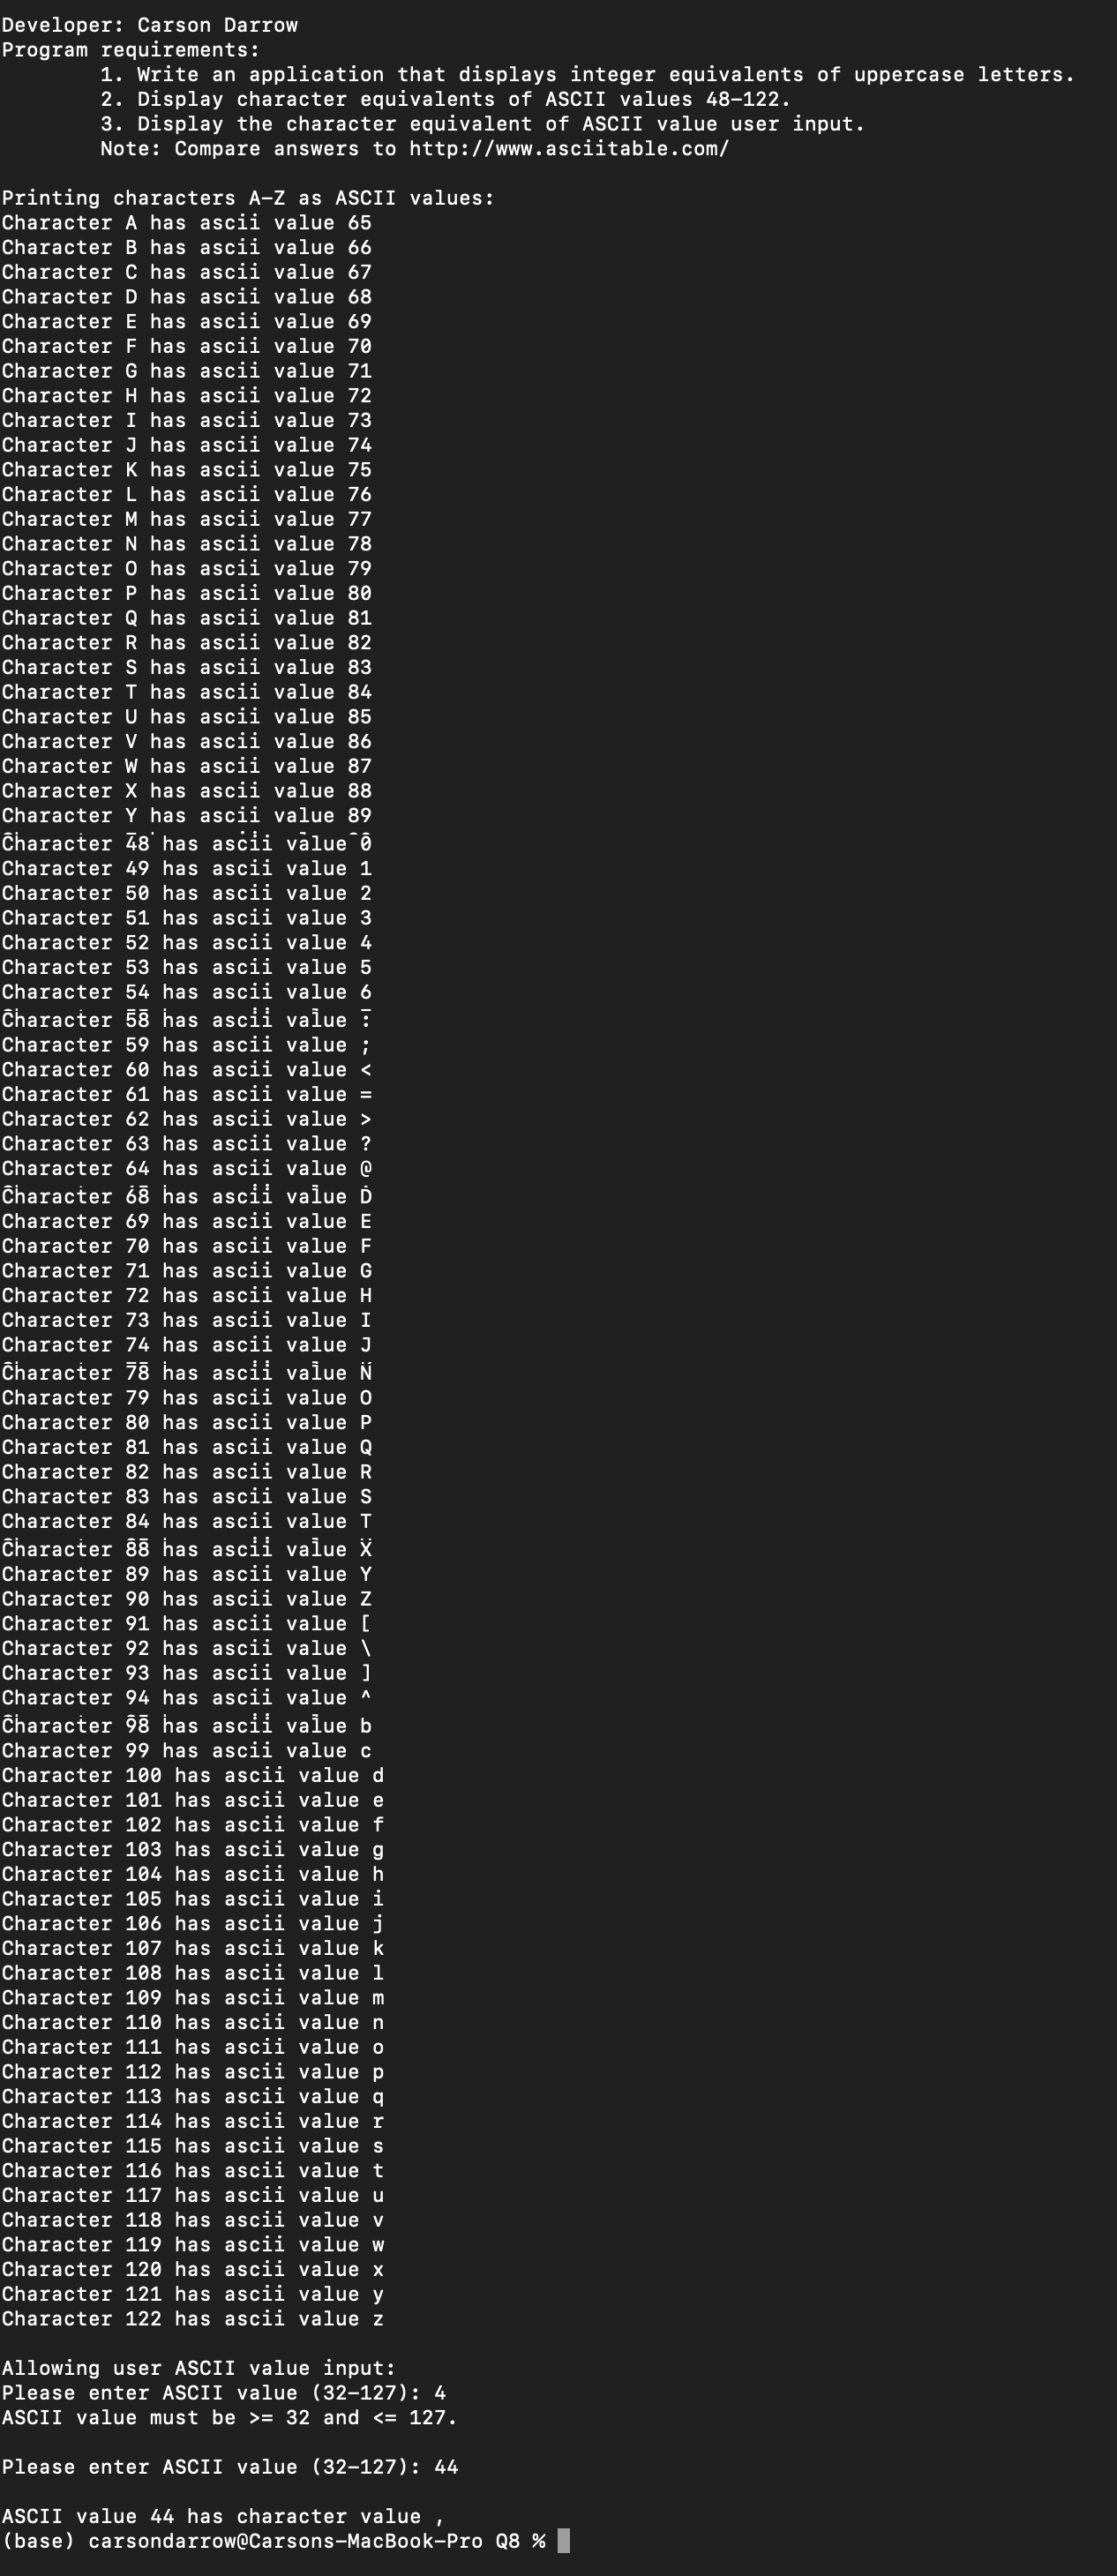 Developer: Carson Darrow
Program requirements:
        1. Write an application that displays integer equivalents of uppercase letters.
        2. Display character equivalents of ASCII values 48-122.
        3. Display the character equivalent of ASCII value user input.
        Note: Compare answers to http://www.asciitable.com/

Printing characters A-Z as ASCII values:
Character A has ascii value 65
Character B has ascii value 66
Character C has ascii value 67
Character D has ascii value 68
Character E has ascii value 69
Character F has ascii value 70
Character G has ascii value 71
Character H has ascii value 72
Character I has ascii value 73
Character J has ascii value 74
Character K has ascii value 75
Character L has ascii value 76
Character M has ascii value 77
Character N has ascii value 78
Character O has ascii value 79
Character P has ascii value 80
Character Q has ascii value 81
Character R has ascii value 82
Character S has ascii value 83
Character T has ascii value 84
Character U has ascii value 85
Character V has ascii value 86
Character W has ascii value 87
Character X has ascii value 88
Character Y has ascii value 89
Character 48 has ascii value 0
Character 49 has ascii value 1
Character 50 has ascii value 2
Character 51 has ascii value 3
Character 52 has ascii value 4
Character 53 has ascii value 5
Character 54 has ascii value 6
Character 58 has ascii value :
Character 59 has ascii value ;
Character 60 has ascii value <
Character 61 has ascii value =
Character 62 has ascii value >
Character 63 has ascii value ?
Character 64 has ascii value @
Character 68 has ascii value D
Character 69 has ascii value E
Character 70 has ascii value F
Character 71 has ascii value G
Character 72 has ascii value H
Character 73 has ascii value I
Character 74 has ascii value J
Character 78 has ascii value N
Character 79 has ascii value O
Character 80 has ascii value P
Character 81 has ascii value Q
Character 82 has ascii value R
Character 83 has ascii value S
Character 84 has ascii value T
Character 88 has ascii value X
Character 89 has ascii value Y
Character 90 has ascii value Z
Character 91 has ascii value [
Character 92 has ascii value \
Character 93 has ascii value ]
Character 94 has ascii value ^
Character 98 has ascii value b
Character 99 has ascii value c
Character 100 has ascii value d
Character 101 has ascii value e
Character 102 has ascii value f
Character 103 has ascii value g
Character 104 has ascii value h
Character 105 has ascii value i
Character 106 has ascii value j
Character 107 has ascii value k
Character 108 has ascii value l
Character 109 has ascii value m
Character 110 has ascii value n
Character 111 has ascii value o
Character 112 has ascii value p
Character 113 has ascii value q
Character 114 has ascii value r
Character 115 has ascii value s
Character 116 has ascii value t
Character 117 has ascii value u
Character 118 has ascii value v
Character 119 has ascii value w
Character 120 has ascii value x
Character 121 has ascii value y
Character 122 has ascii value z

Allowing user ASCII value input:
Please enter ASCII value (32-127): 4
ASCII value must be >= 32 and <= 127.

Please enter ASCII value (32-127): 44

ASCII value 44 has character value ,
(base) carsondarrow@Carsons-MacBook-Pro Q8 %